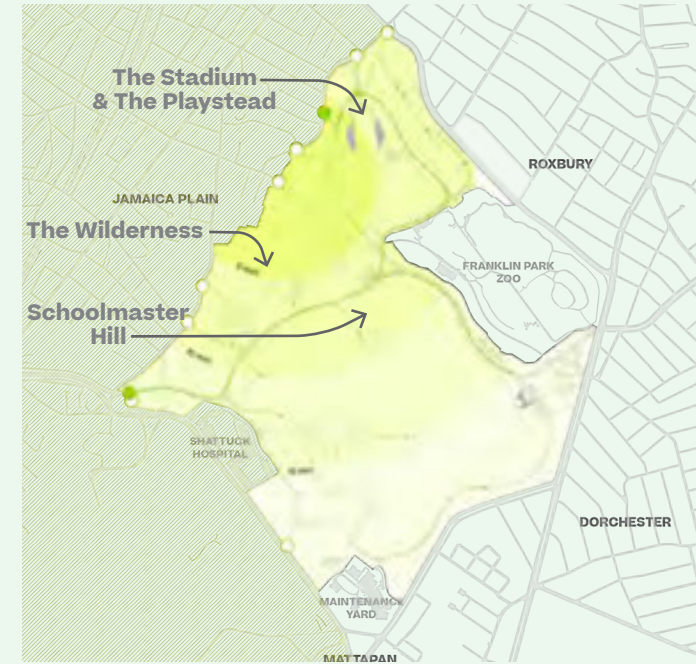 The Stadium
& The Playstead
ROXBURY
JAMAICA PLAIN
The Wilderness
FRANKLIN PARK
ZOO
Schoolmaster
Hill
SHATTUCK
HOSPITAL
DORCHESTER
MAINTENANCE
YARD
MATTAPAN